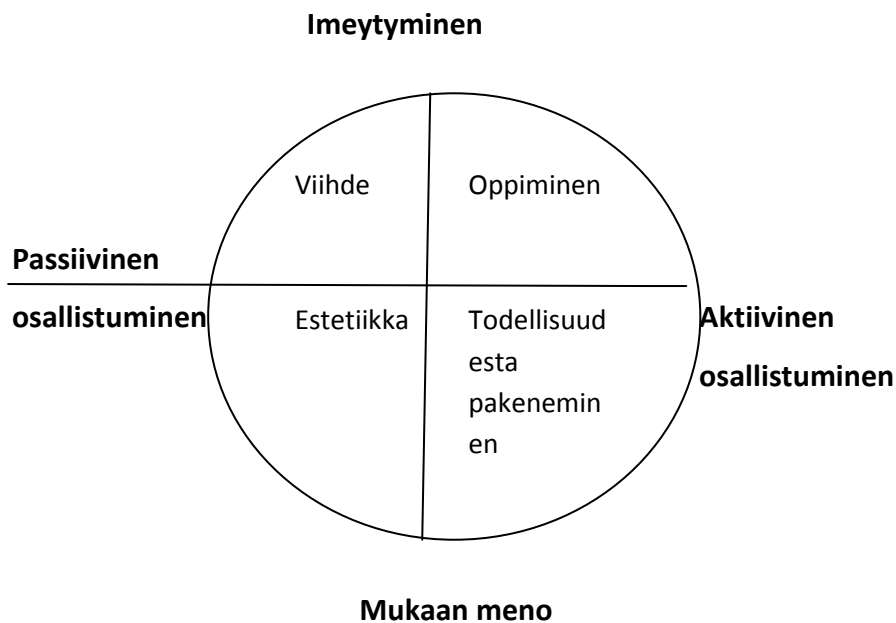 Imeytyminen
Viihde
Oppiminen
Passiivinen
osallistuminen
Estetiikka
Todellisuud
esta
pakenemin
en
Aktiivinen
osallistuminen
Mukaan meno